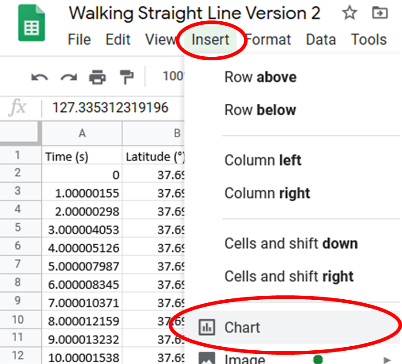 Walking Straight Line Version 2
File Edit View Insert Format Data Tools
100
fx 127.335312319196
Row above
Row below
Column left
Column right
Cells and shift down
Cells and shift right
Chart
Image
A B
1 Time (s) Latitude (°)
2 0 37.69
3 1.00000155 37.69
4 2.00000298 37.69
5 3.000004053 37.69
6 4.000005126 37.69
7 5.000007987 37.69
8 6.000008345 37.69
9 7.000010371 37.69
10 8.000012159 37.69
11 9.000013232 37.69
12 10.00001538 37.69